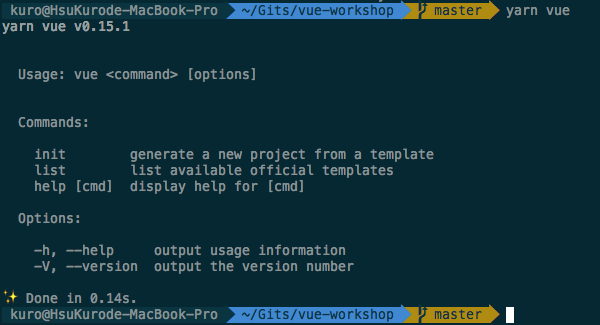 kuro@HsuKurode-MacBook-Pro ~/Gits/vue-workshop master yarn vue
yarn vue v0.15.1
Usage: vue <command> [options]
Commands:
init generate a new project from a template
list list available official templates
help [cmd] display help for [cmd]
Options:
-h, --help output usage information
-V, --version output the version number
✨ Done in 0.14s.
kuro@HsuKurode-MacBook-Pro ~/Gits/vue-workshop master